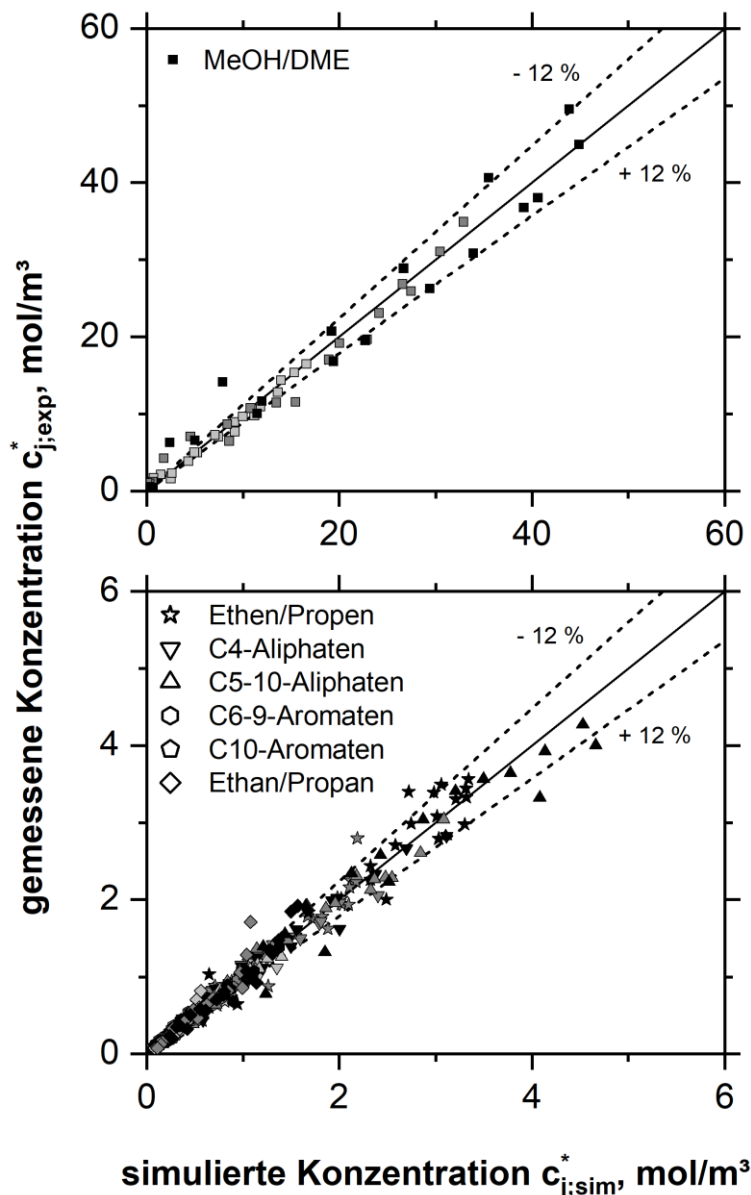 gemessene Konzentration c*j;exp, mol/m³
60
40
20
0
MeOH/DME
- 12 %
+ 12 %
0 20 40 60
6
4
2
0
Ethen/Propen
C4-Aliphaten
C5-10-Aliphaten
C6-9-Aromaten
C10-Aromaten
Ethan/Propan
- 12 %
+ 12 %
0 2 4 6
simulierte Konzentration c*j;sim, mol/m³